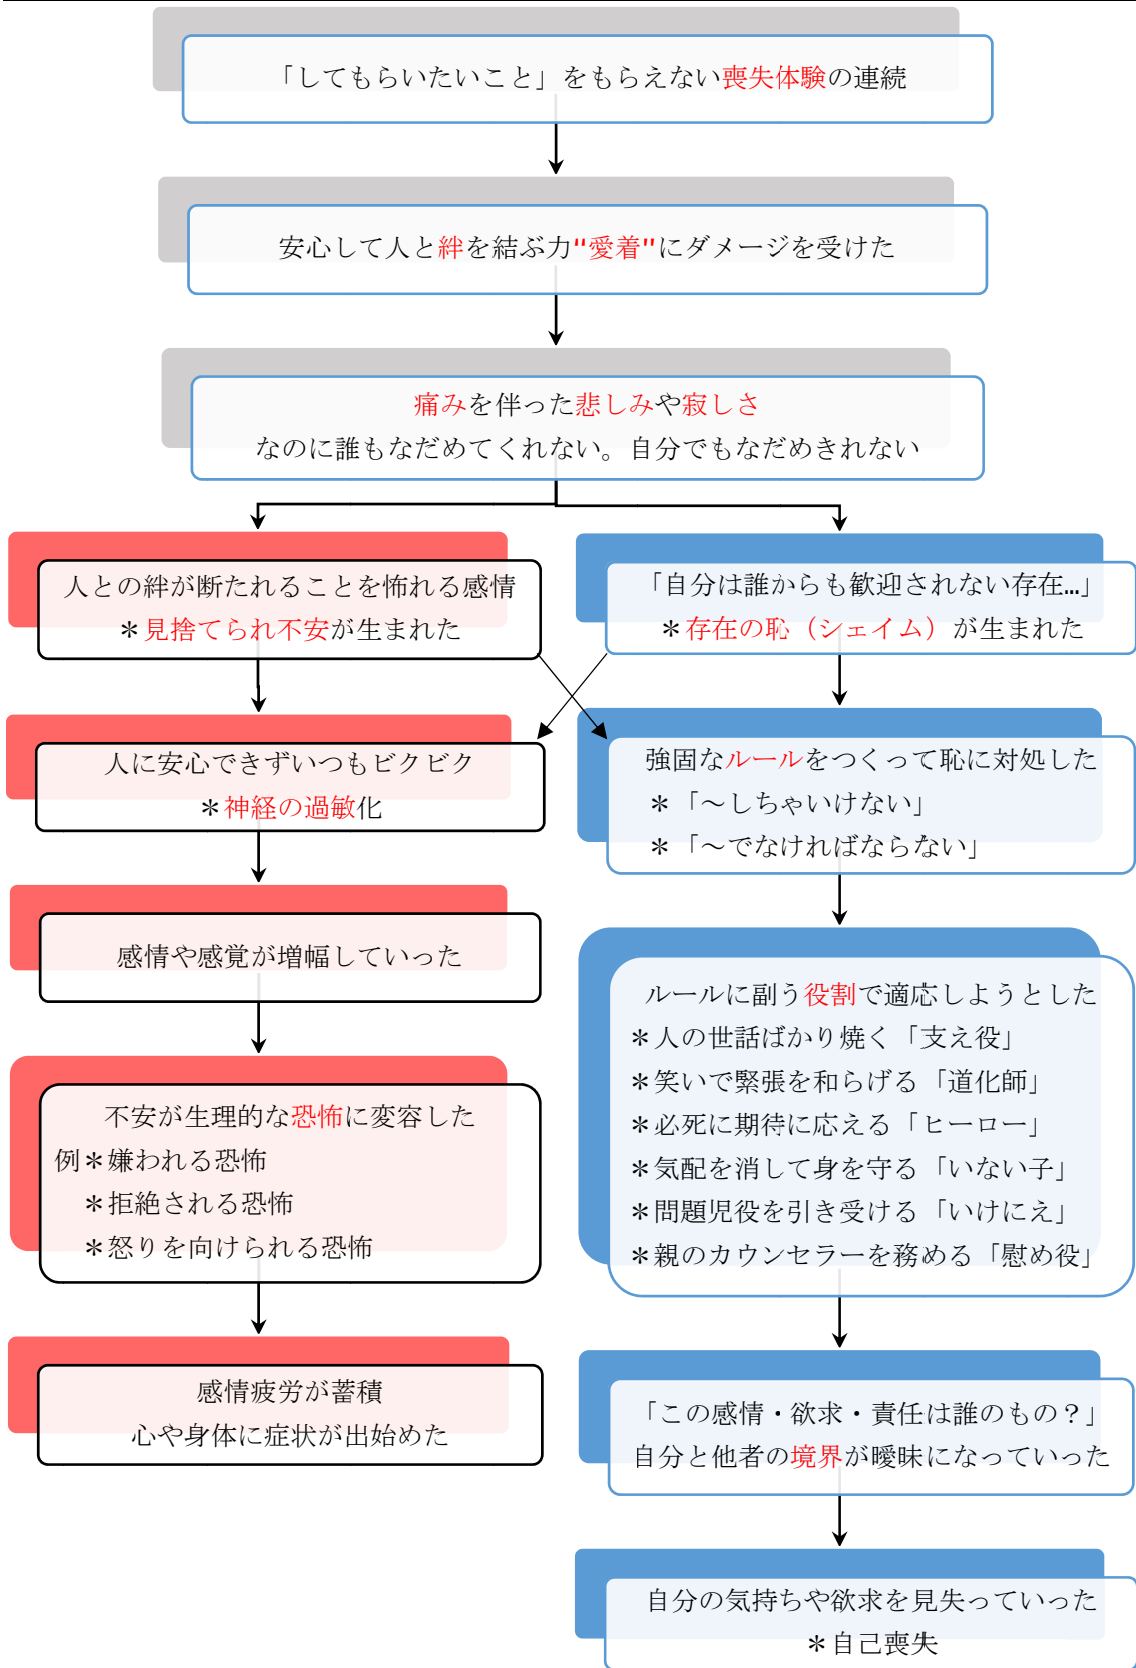 「してもらいたいこと」をもらえない喪失体験の連続
安心して人と絆を結ぶ力"愛着"にダメージを受けた
痛みを伴った悲しみや寂しさ
なのに誰もなだめてくれない。自分でもなだめきれない
人との絆が断たれることを怖れる感情
＊見捨てられ不安が生まれた
人に安心できずいつもビクビク
＊神経の過敏化
感情や感覚が増幅していった
不安が生理的な恐怖に変容した
例＊嫌われる恐怖
＊拒絶される恐怖
＊怒りを向けられる恐怖
感情疲労が蓄積
心や身体に症状が出始めた
「自分は誰からも歓迎されない存在…」
＊存在の恥（シェイム）が生まれた
強固なルールをつくって恥に対処した
＊「～しちゃいけない」
＊「～でなければならない」
ルールに副う役割で適応しようとした
＊人の世話ばかり焼く「支え役」
＊笑いで緊張を和らげる「道化師」
＊必死に期待に応える「ヒーロー」
＊気配を消して身を守る「いない子」
＊問題児役を引き受ける「いけにえ」
＊親のカウンセラーを務める「慰め役」
「この感情・欲求・責任は誰のもの？」
自分と他者の境界が曖昧になっていった
自分の気持ちや欲求を見失っていった
＊自己喪失